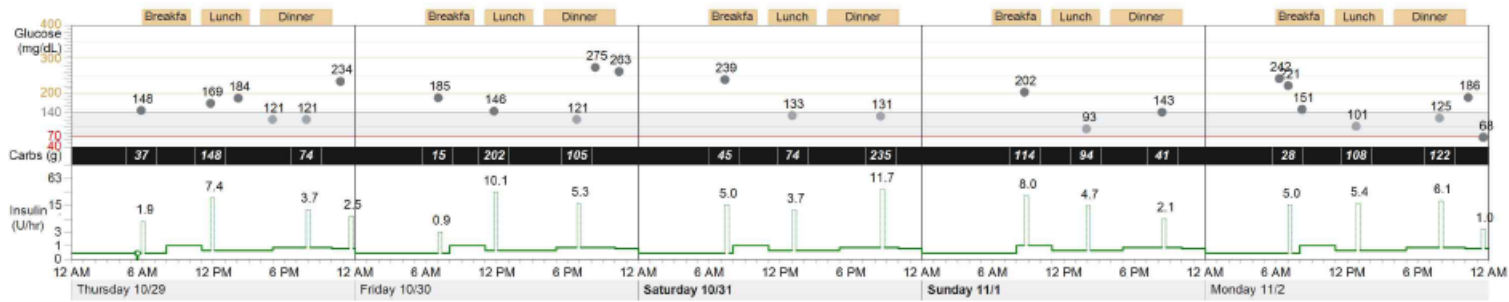 Breakfa Lunch Dinner Breakfa Lunch Dinner Breakfa Lunch Dinner Breakfa Lunch Dinner Breakfa Lunch Dinner
400
Glucose
(mg/dL)
300
200
140
70
40
148 169 184 121 121 234 185 146 121 275 263 239 133 131 202 93 143 242 221 151 101 125 186 68
Carbs (g) 37 148 74 15 202 105 45 74 235 114 94 41 28 108 122
63
15
Insulin
(U/hr)
3
1
0
1.9 7.4 3.7 2.5 0.9 10.1 5.3 5.0 3.7 11.7 8.0 4.7 2.1 5.0 5.4 6.1 1.0
12 AM 6 AM 12 PM 6 PM 12 AM 6 AM 12 PM 6 PM 12 AM 6 AM 12 PM 6 PM 12 AM 6 AM 12 PM 6 PM 12 AM 6 AM 12 PM 6 PM 12 AM
Thursday 10/29 Friday 10/30 Saturday 10/31 Sunday 11/1 Monday 11/2